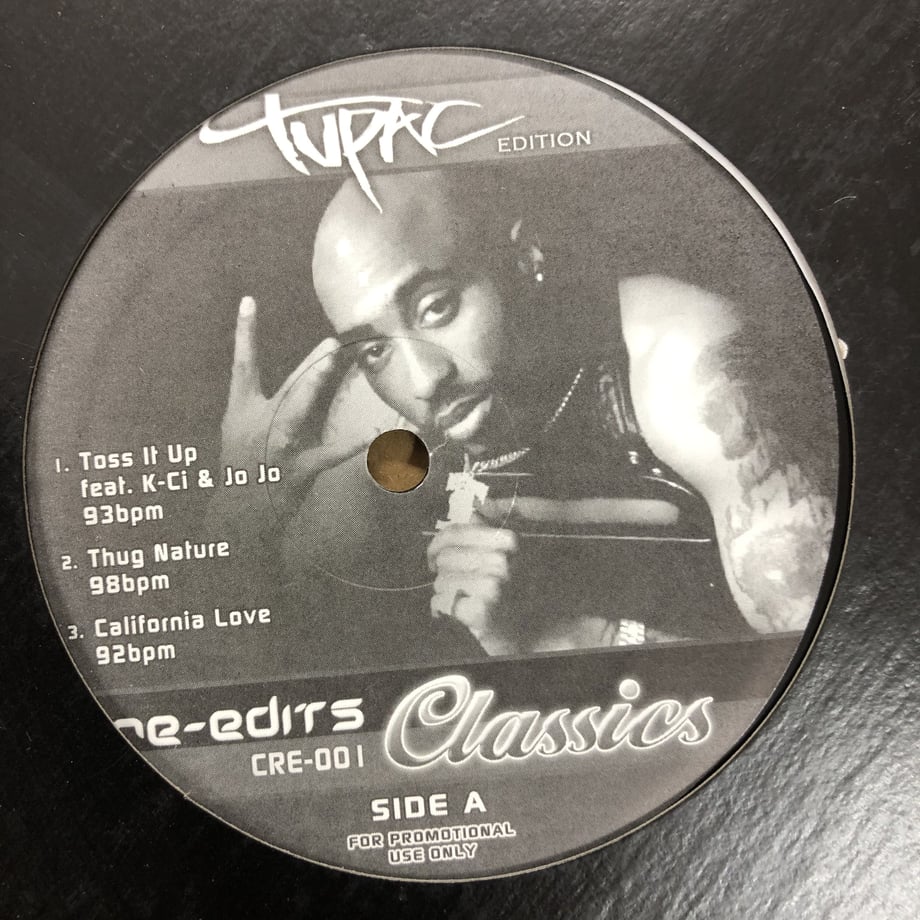 TUPAC EDITION
1. Toss It Up
feat. K-Ci & Jo Jo
93bpm
2. Thug Nature
98bpm
3. California Love
92bpm
e-edits Classics
CRE-001
SIDE A
FOR PROMOTIONAL
USE ONLY